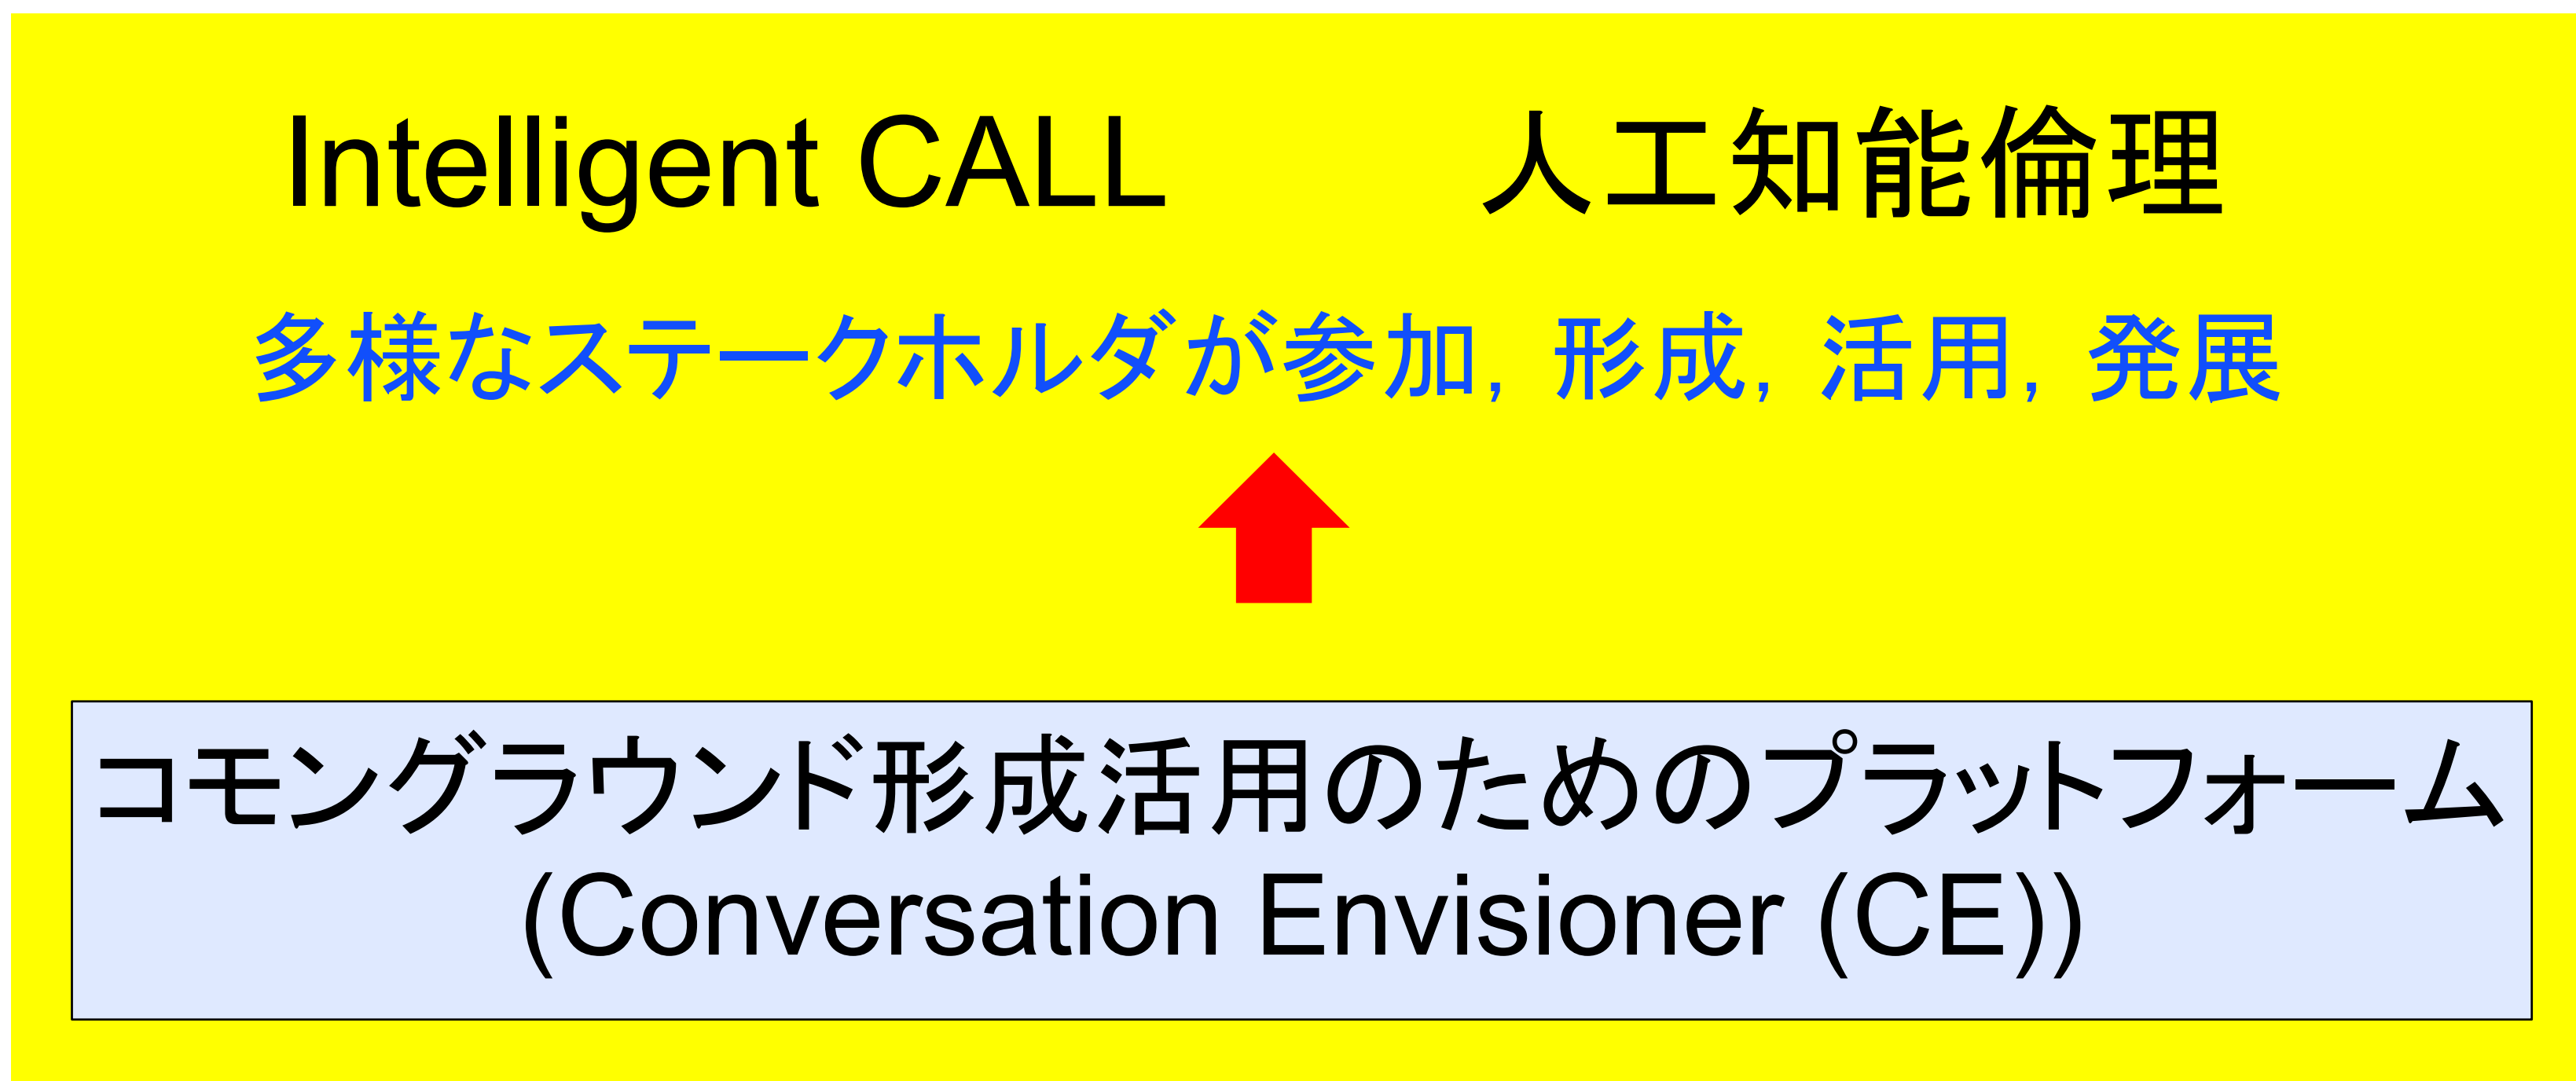 Intelligent CALL 人工知能倫理
多様なステークホルダが参加，形成，活用，発展
コモングラウンド形成活用のためのプラットフォーム
(Conversation Envisioner (CE))